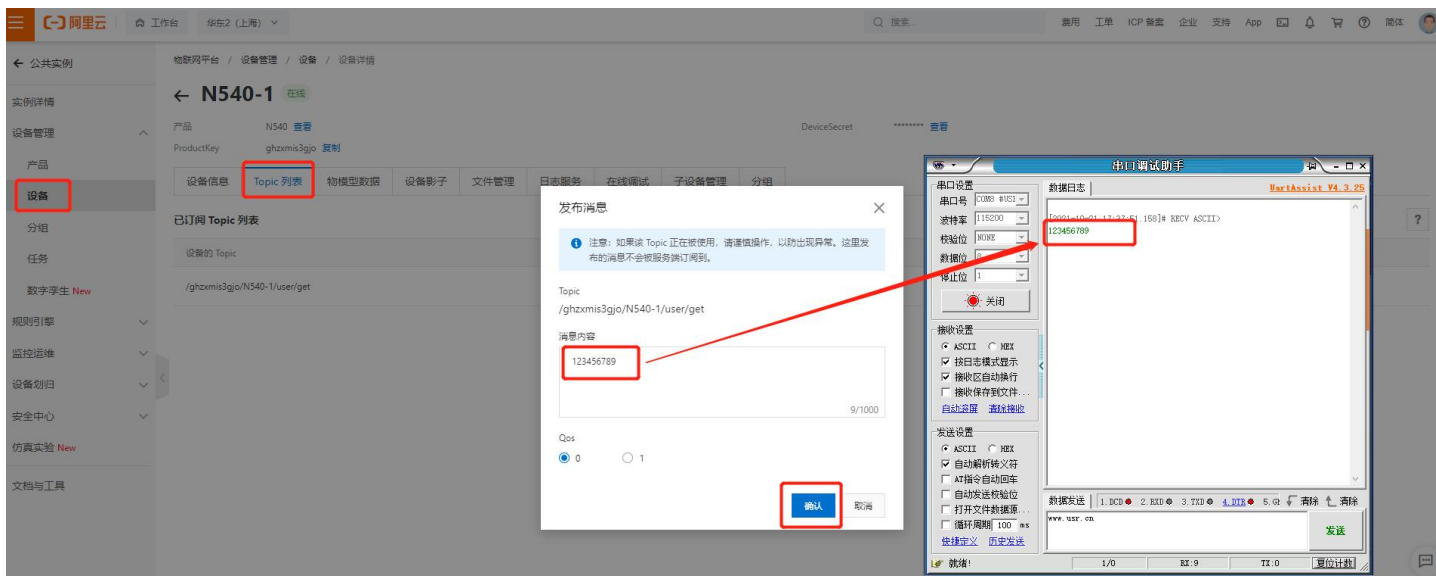 阿里云 工作台 华东2（上海） 搜索... 费用 工单 ICP 备案 企业 支持 App 简体
公共实例
实例详情
设备管理
产品
设备
分组
任务
数字孪生 New
规则引擎
监控运维
设备划归
安全中心
仿真实验 New
文档与工具
物联网平台 / 设备管理 / 设备 / 设备详情
N540-1 在线
产品 N540 查看
DeviceSecret ******** 查看
ProductKey ghzxmis3gjo 复制
设备信息 Topic 列表 物模型数据 设备影子 文件管理 日志服务 在线调试 子设备管理 分组
已订阅 Topic 列表
设备的 Topic
/ghzxmis3gjo/N540-1/user/get
发布消息
注意：如果该 Topic 正在被使用，请谨慎操作，以防出现异常。这里发
布的消息不会被服务端订阅到。
Topic
/ghzxmis3gjo/N540-1/user/get
消息内容
123456789
9/1000
Qos
0 1
确认 取消
串口调试助手
串口设置
串口号 COM8 #USI
波特率 115200
校验位 NONE
数据位 8
停止位 1
关闭
接收设置
ASCII HEX
按日志模式显示
接收区自动换行
接收保存到文件...
自动滚屏 清除接收
发送设置
ASCII HEX
自动解析转义符
AT指令自动回车
自动发送校验位
打开文件数据源...
循环周期 100 ms
快捷定义 历史发送
数据日志 UartAssist V4.3.25
123456789
数据发送 1.DCD 2.RXD 3.TXD 4.DTR 5.GN 清除 清除
www.usr.cn
发送
就绪! 1/0 RX:9 TX:0 复位计数
?